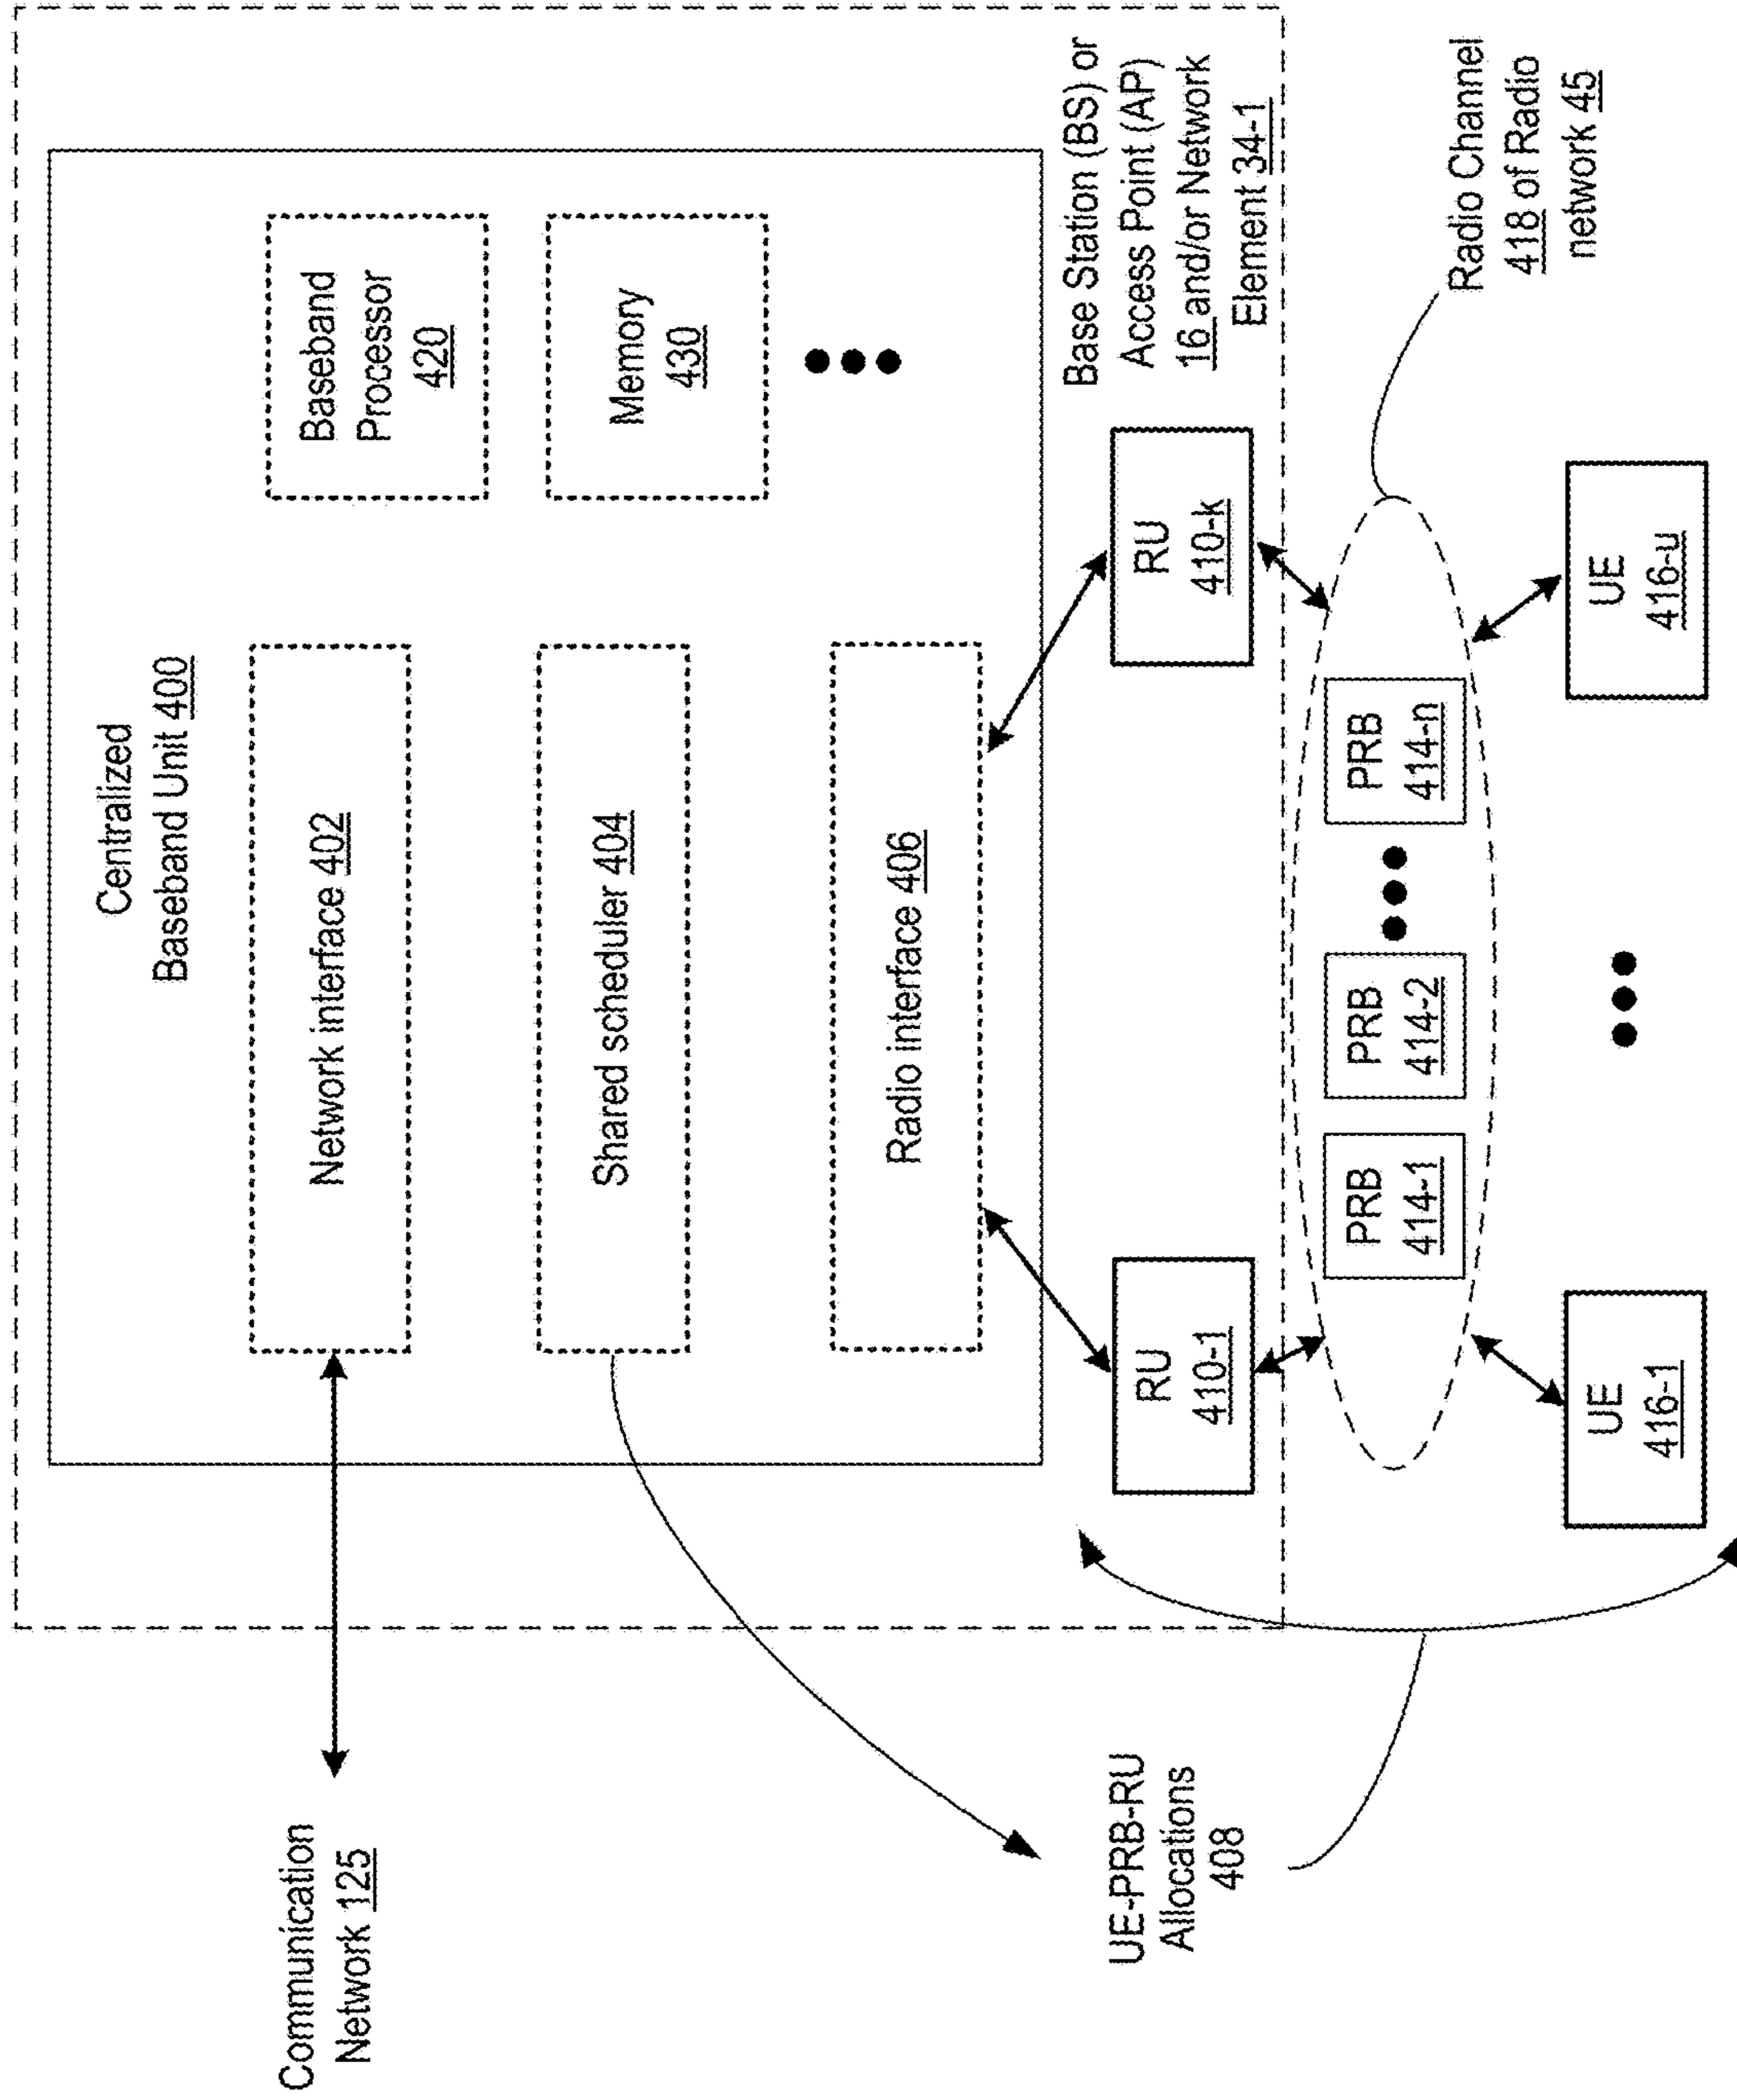 Communication
Network 125
Centralized
Baseband Unit 400
Network interface 402
Baseband
Processor
420
Shared scheduler 404
Memory
430
Radio interface 406
UE-PRB-RU
Allocations
408
RU
410-1
RU
410-k
Base Station (BS) or
Access Point (AP)
16 and/or Network
Element 34-1
PRB
414-1
PRB
414-2
PRB
414-n
Radio Channel
418 of Radio
network 45
UE
416-1
UE
416-u